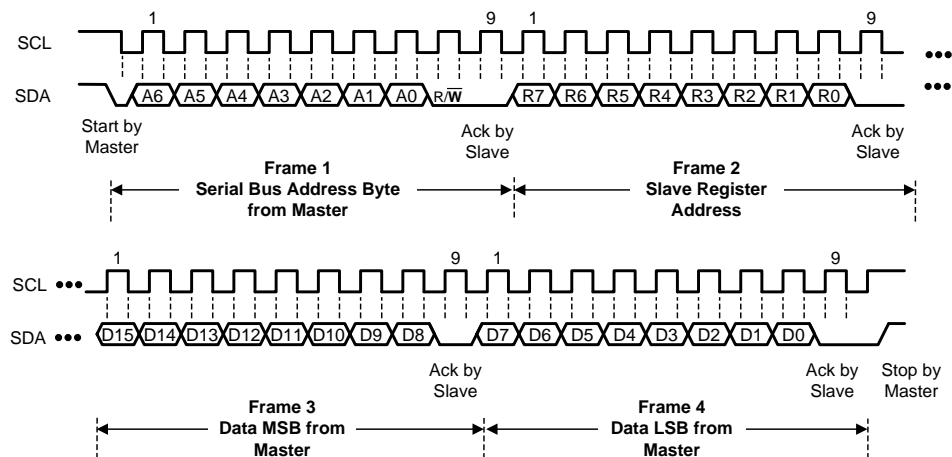 1 9 1 9
SCL •••
SDA A6 A5 A4 A3 A2 A1 A0 R/W̅ R7 R6 R5 R4 R3 R2 R1 R0 •••
Start by
Master
Ack by
Slave
Ack by
Slave
Frame 1
Serial Bus Address Byte
from Master
Frame 2
Slave Register
Address
1 9 1 9
SCL •••
SDA ••• D15 D14 D13 D12 D11 D10 D9 D8 D7 D6 D5 D4 D3 D2 D1 D0
Ack by
Slave
Ack by
Slave
Stop by
Master
Frame 3
Data MSB from
Master
Frame 4
Data LSB from
Master